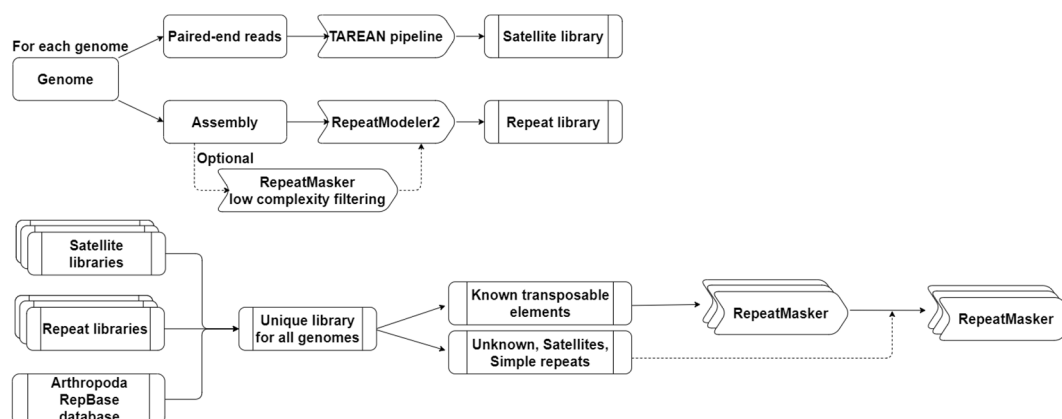 For each genome
Genome
Paired-end reads
TAREAN pipeline
Satellite library
Assembly
RepeatModeler2
Repeat library
Optional
RepeatMasker
low complexity filtering
Satellite
libraries
Repeat libraries
Arthropoda
RepBase
database
Unique library
for all genomes
Known transposable
elements
Unknown, Satellites,
Simple repeats
RepeatMasker
RepeatMasker